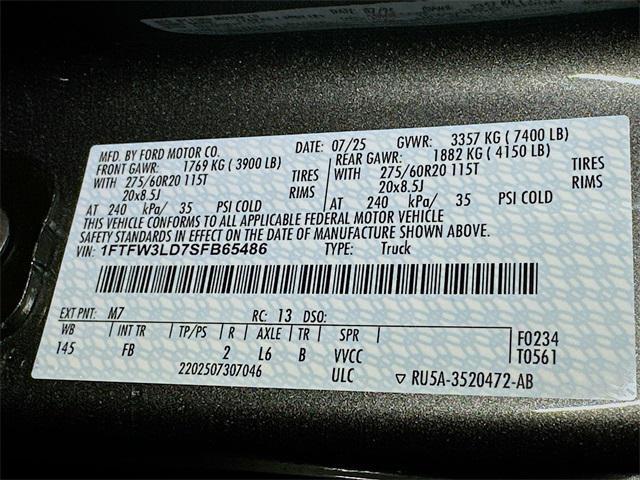 MFD. BY FORD MOTOR CO. DATE: 07/25 GVWR: 3357 KG ( 7400 LB)
FRONT GAWR: 1769 KG ( 3900 LB) REAR GAWR: 1882 KG ( 4150 LB)
WITH 275/60R20 115T TIRES WITH 275/60R20 115T TIRES
20x8.5J RIMS 20x8.5J RIMS
AT 240 kPa/ 35 PSI COLD AT 240 kPa/ 35 PSI COLD
THIS VEHICLE CONFORMS TO ALL APPLICABLE FEDERAL MOTOR VEHICLE
SAFETY STANDARDS IN EFFECT ON THE DATE OF MANUFACTURE SHOWN ABOVE.
VIN: 1FTFW3LD7SFB65486 TYPE: Truck
EXT PNT: M7 RC: 13 DSO:
WB INT TR TP/PS R AXLE TR SPR F0234
145 FB 2 L6 B VVCC T0561
2202507307046 ULC ▽ RU5A-3520472-AB